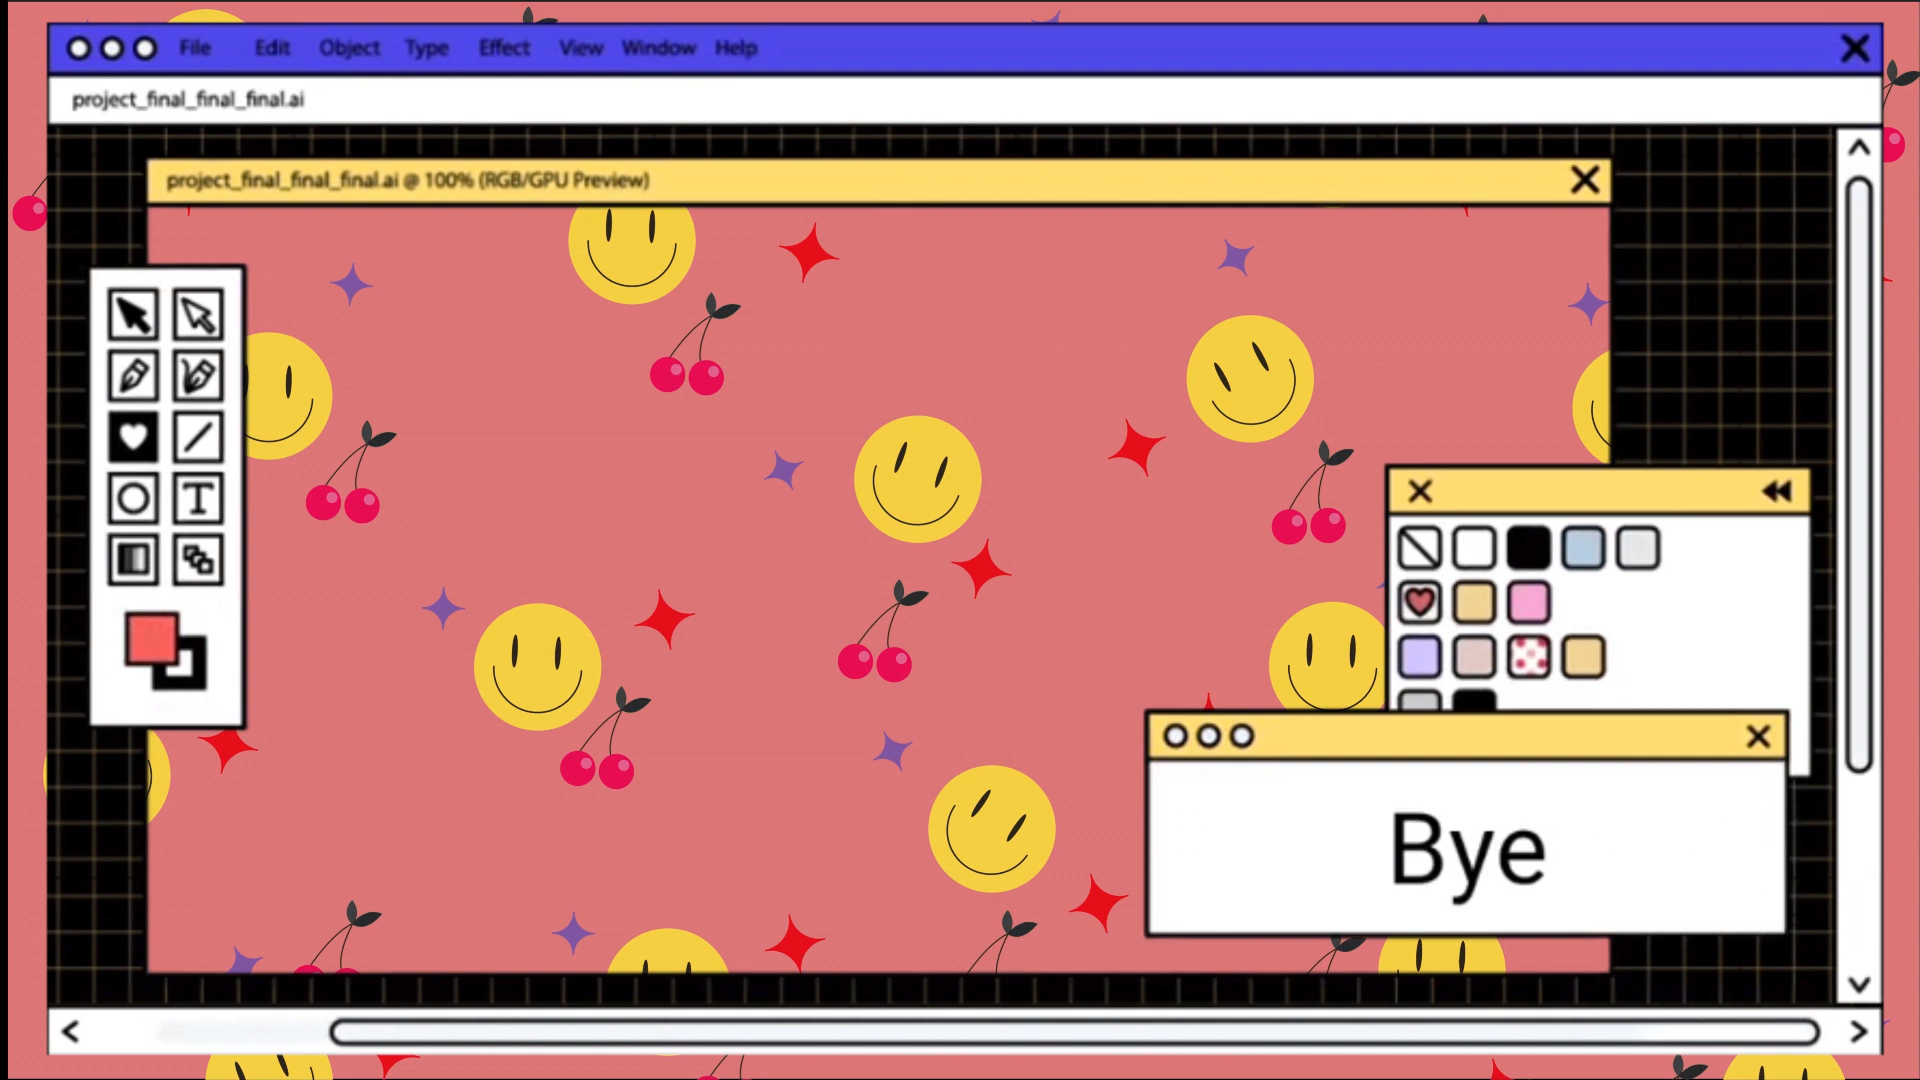 File Edit Object Type Effect View Window Help
project_final_final_final.ai
project_final_final_final.ai @ 100% (RGB/GPU Preview)
T
Bye